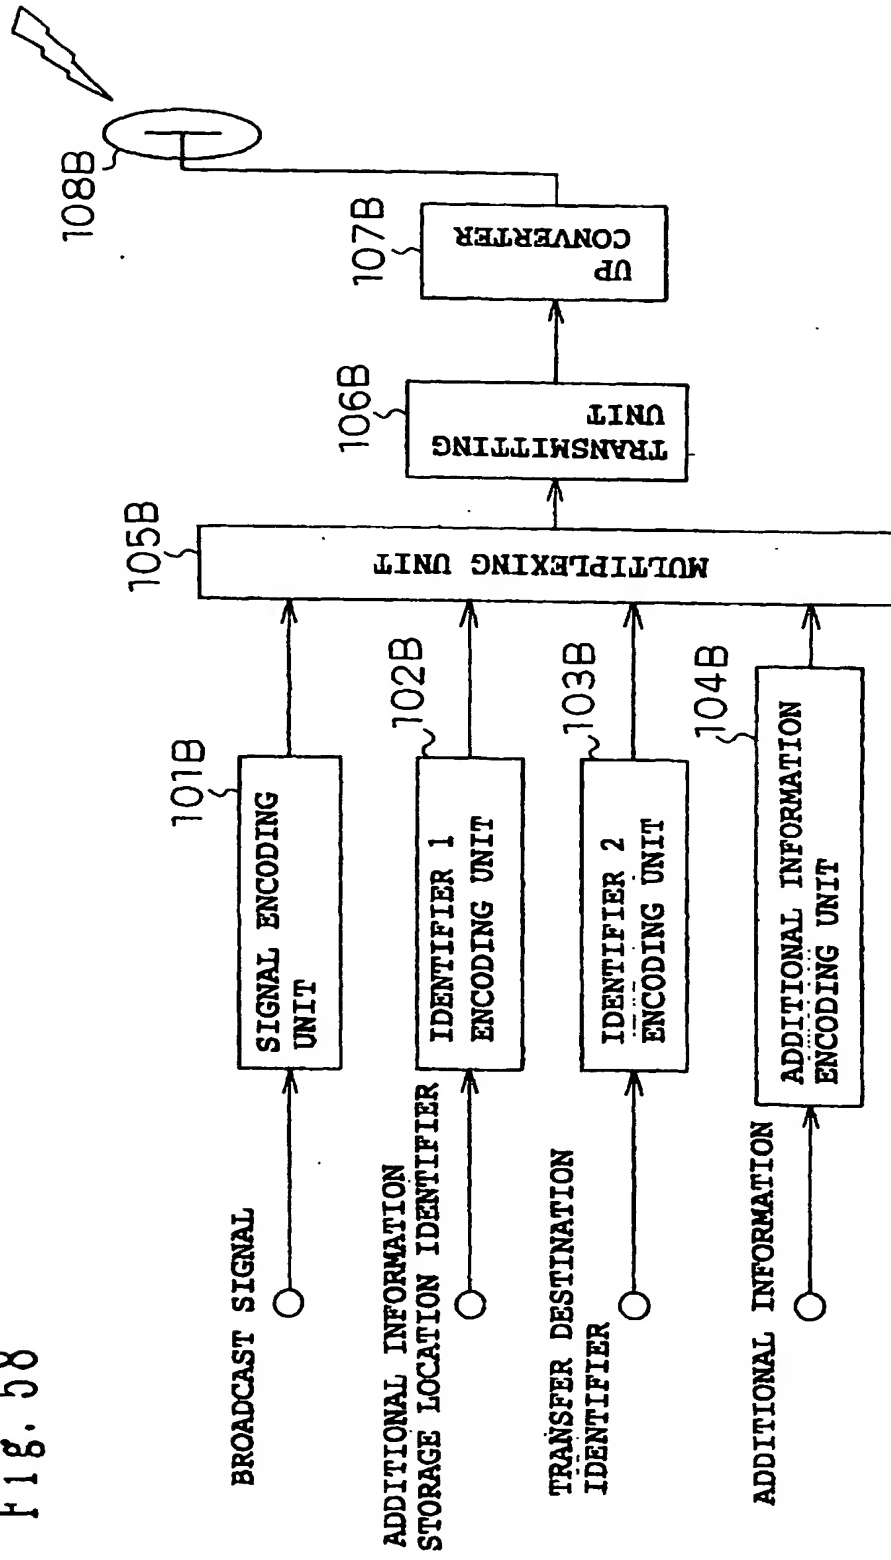 Fig. 58
BROADCAST SIGNAL
101B
SIGNAL ENCODING
UNIT
ADDITIONAL INFORMATION
STORAGE LOCATION IDENTIFIER
102B
IDENTIFIER 1
ENCODING UNIT
TRANSFER DESTINATION
IDENTIFIER
103B
IDENTIFIER 2
ENCODING UNIT
ADDITIONAL INFORMATION
104B
ADDITIONAL INFORMATION
ENCODING UNIT
105B
MULTIPLEXING UNIT
106B
TRANSMITTING
UNIT
107B
UP
CONVERTER
108B